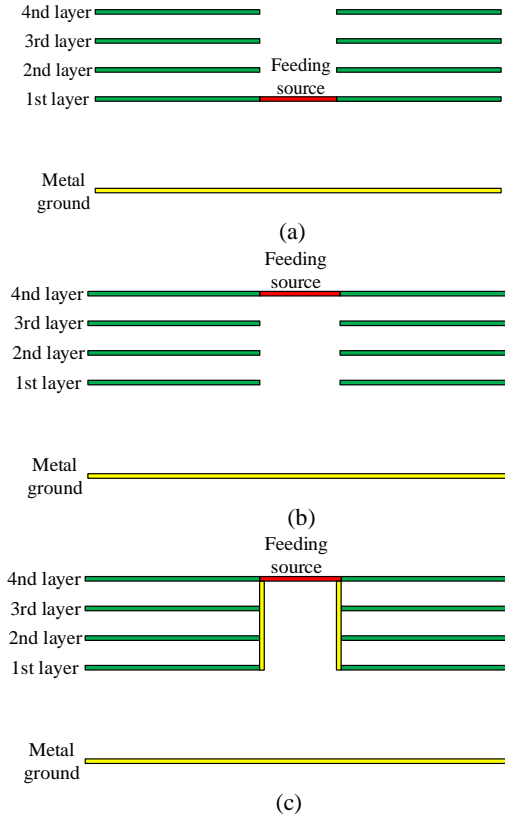 4nd layer
3rd layer
2nd layer
Feeding
source
1st layer
Metal
ground
(a)
Feeding
source
4nd layer
3rd layer
2nd layer
1st layer
Metal
ground
(b)
Feeding
source
4nd layer
3rd layer
2nd layer
1st layer
Metal
ground
(c)